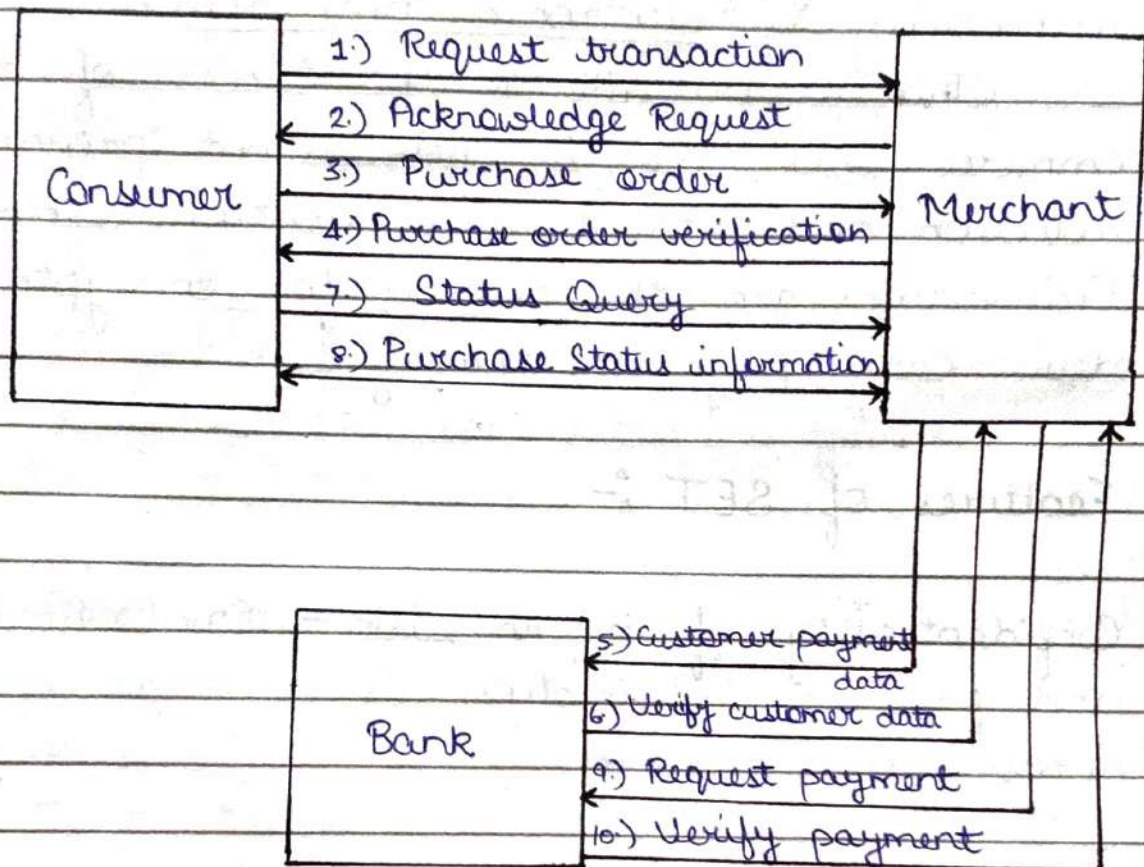 1.) Request transaction
2.) Acknowledge Request
3.) Purchase order
Consumer
Merchant
4.) Purchase order verification
7.) Status Query
8.) Purchase Status information
Features of SET :-
5) Customer payment
data
6) Verify customer data
Bank
9.) Request payment
10.) Verify payment